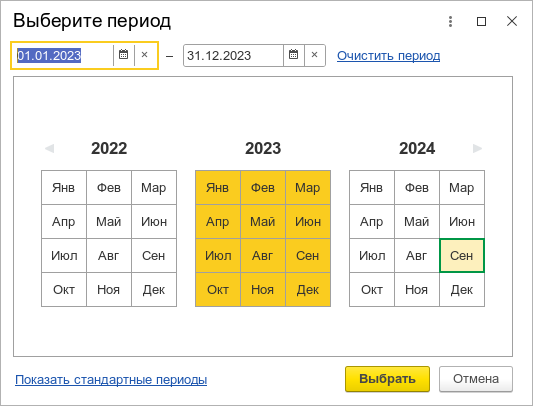 Выберите период
01.01.2023 – 31.12.2023 Очистить период
2022 2023 2024
Янв Фев Мар Янв Фев Мар Янв Фев Мар
Апр Май Июн Апр Май Июн Апр Май Июн
Июл Авг Сен Июл Авг Сен Июл Авг Сен
Окт Ноя Дек Окт Ноя Дек Окт Ноя Дек
Показать стандартные периоды Выбрать Отмена